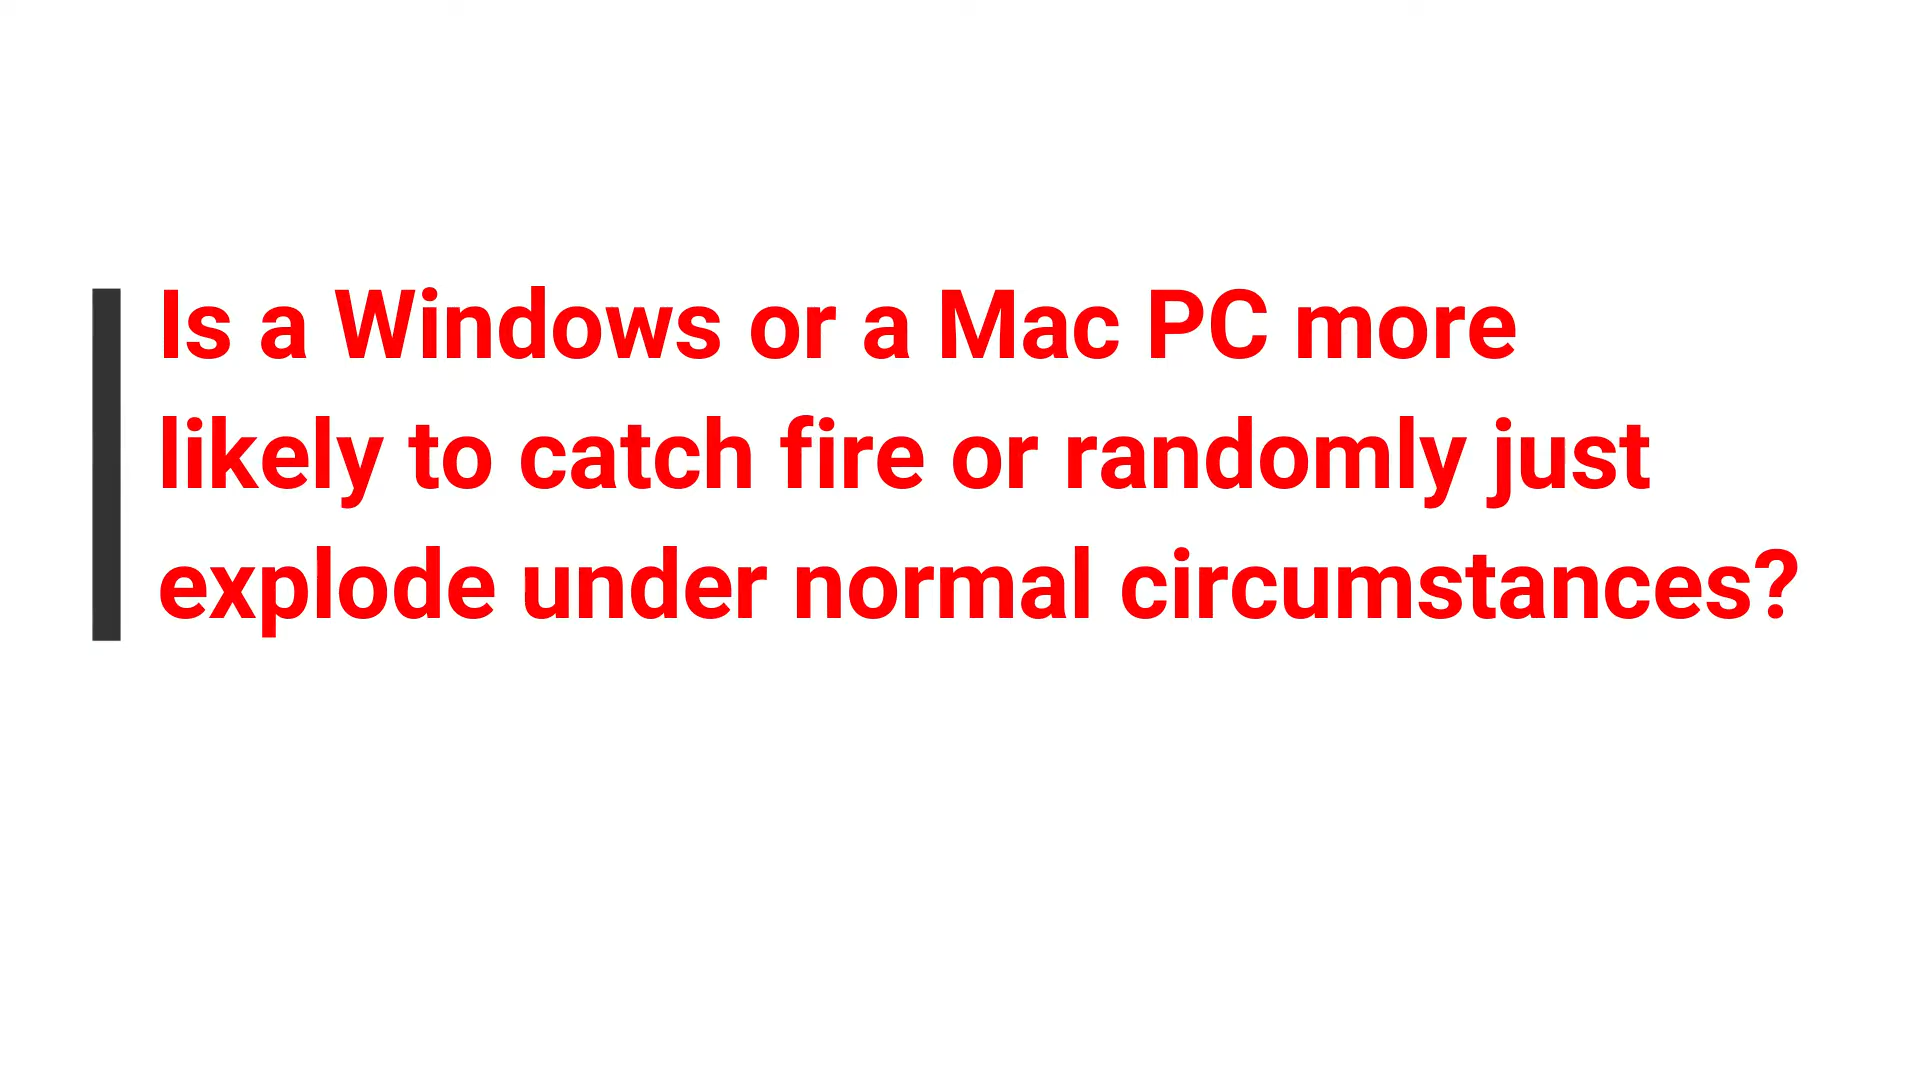 Is a Windows or a Mac PC more
likely to catch fire or randomly just
explode under normal circumstances?